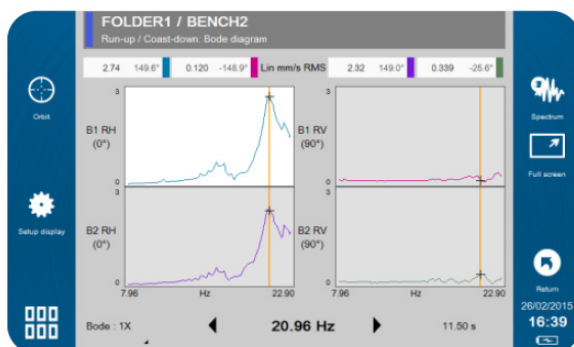 FOLDER1 / BENCH2
Run-up / Coast-down: Bode diagram
2.74 149.6° 0.120 -148.9° Lin mm/s RMS 2.32 149.0° 0.339 -25.6°
Orbit
Setup display
3
B1 RH
(0°)
0
3
B1 RV
(90°)
0
3
B2 RH
(0°)
0
3
B2 RV
(90°)
0
7.96 Hz 22.90
7.96 Hz 22.90
Bode : 1X 20.96 Hz 11.50 s
Spectrum
Full screen
Return
26/02/2015
16:39